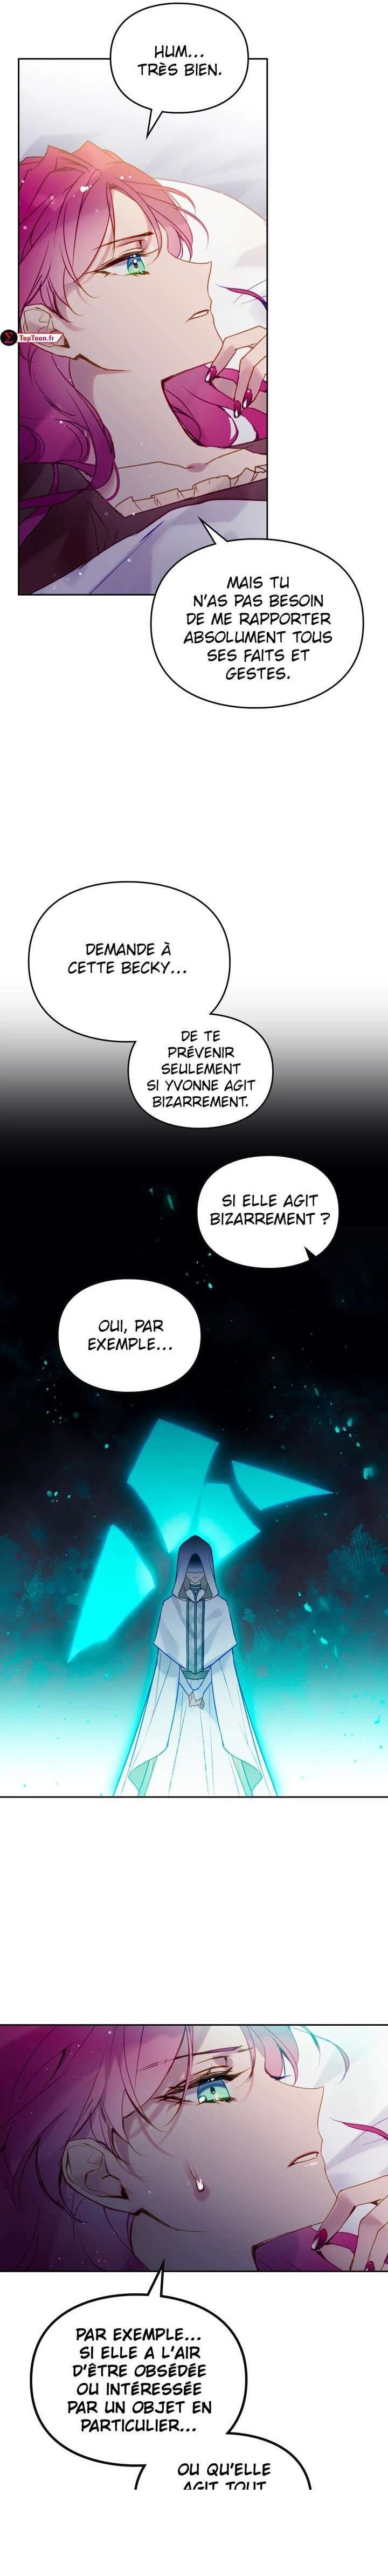 HUM...
TRÈS BIEN.
TopToon.fr
MAIS TU
N'AS PAS BESOIN
DE ME RAPPORTER
ABSOLUMENT TOUS
SES FAITS ET
GESTES.
DEMANDE À
CETTE BECKY...
DE TE
PRÉVENIR
SEULEMENT
SI YVONNE AGIT
BIZARREMENT.
SI ELLE AGIT
BIZARREMENT ?
OUI, PAR
EXEMPLE...
PAR EXEMPLE...
SI ELLE A L'AIR
D'ÊTRE OBSÉDÉE
OU INTÉRESSÉE
PAR UN OBJET EN
PARTICULIER...
OU QU'ELLE
AGIT TOUT